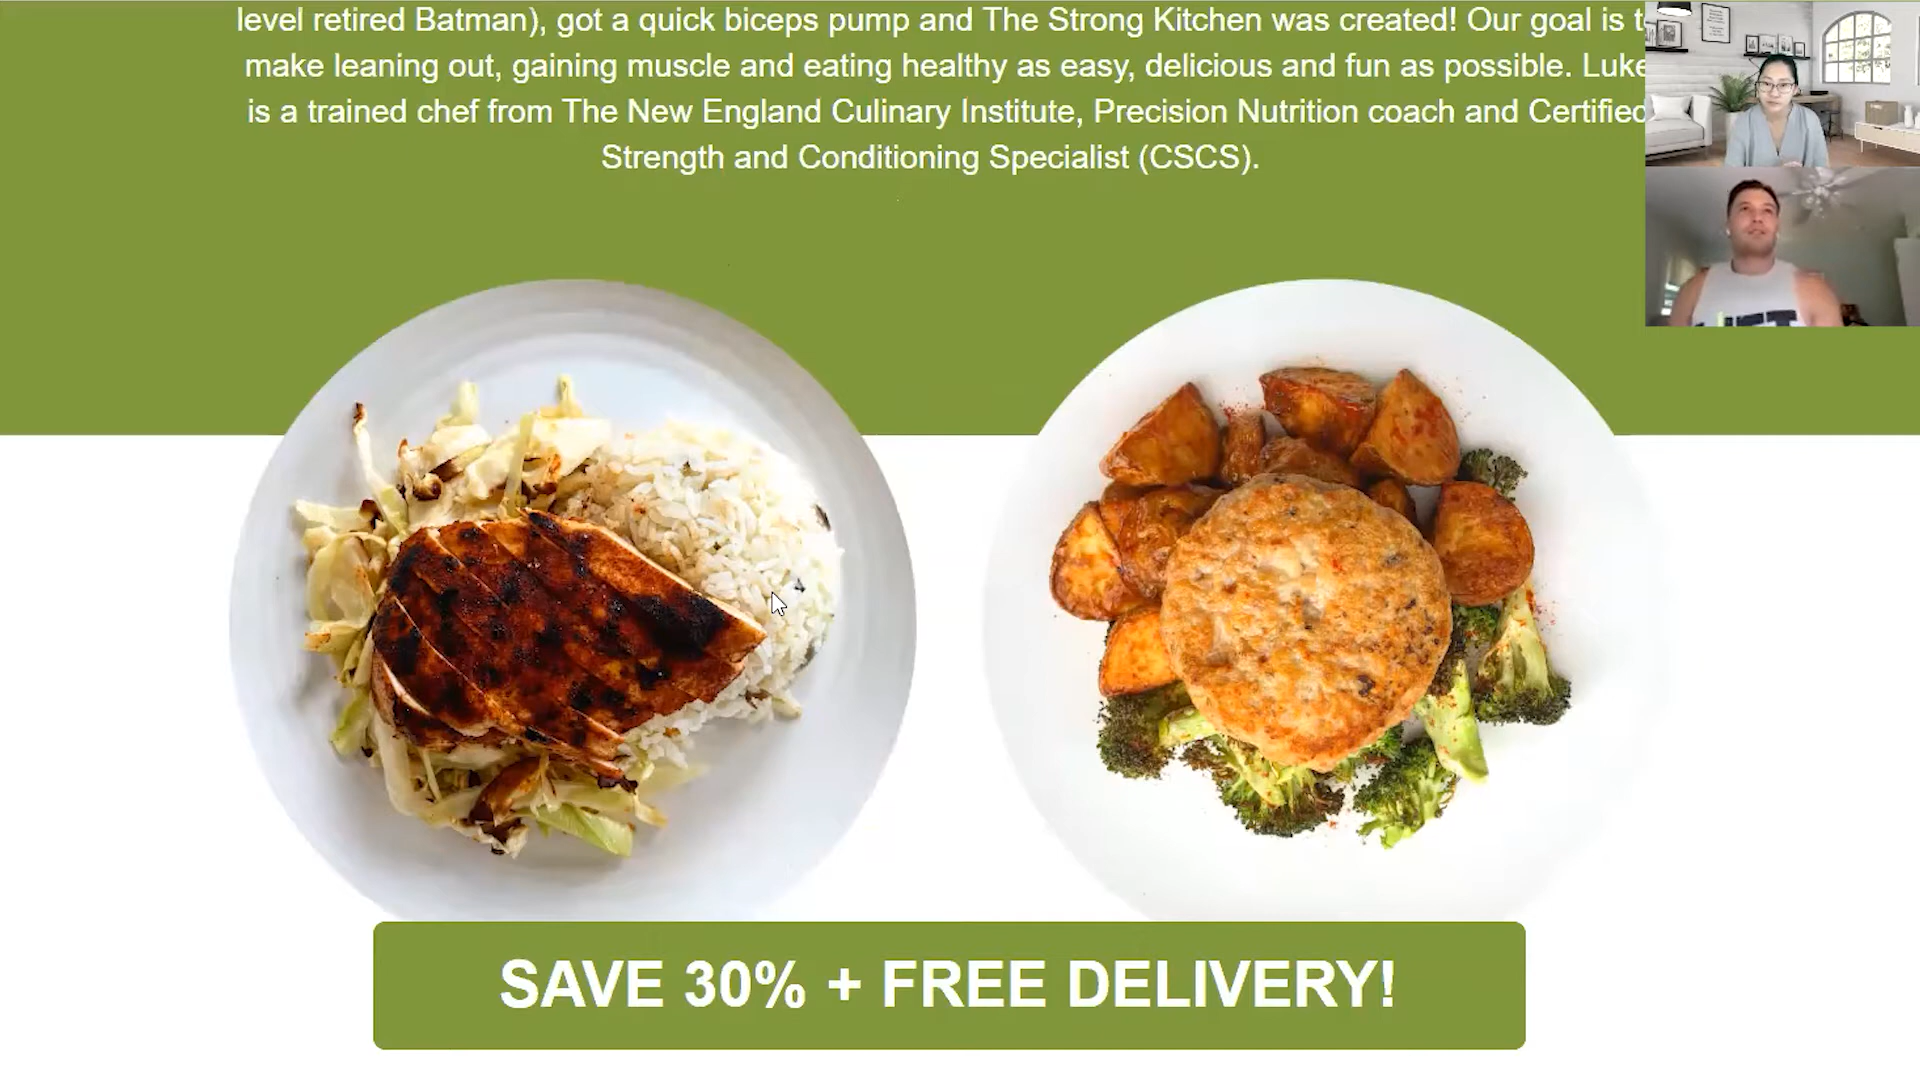 level retired Batman), got a quick biceps pump and The Strong Kitchen was created! Our goal is
make leaning out, gaining muscle and eating healthy as easy, delicious and fun as possible. Luke
is a trained chef from The New England Culinary Institute, Precision Nutrition coach and Certified
Strength and Conditioning Specialist (CSCS).
SAVE 30% + FREE DELIVERY!